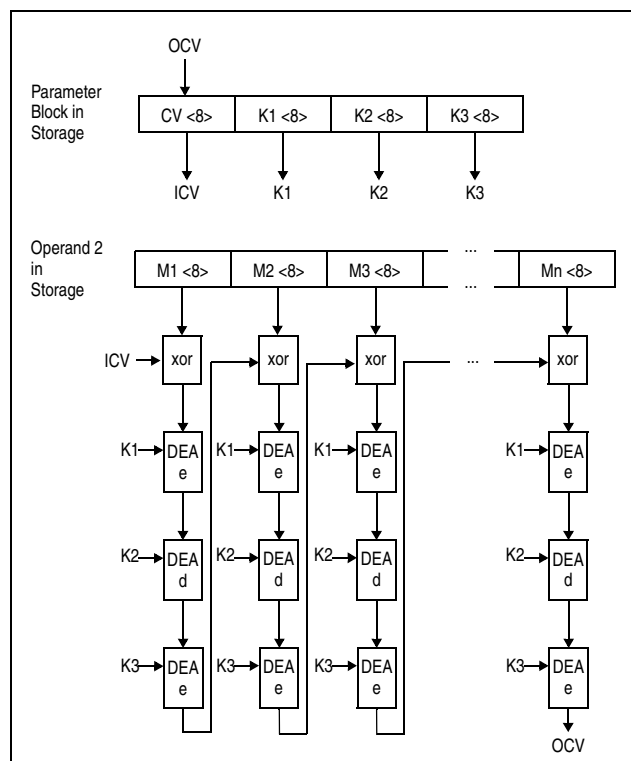 OCV
Parameter
Block in
Storage
CV <8> K1 <8> K2 <8> K3 <8>
ICV K1 K2 K3
Operand 2
in
Storage
...
M1 <8> M2 <8> M3 <8> Mn <8>
...
ICV xor xor xor ... xor
K1 DEA K1 DEA K1 DEA K1 DEA
e e e e
K2 DEA K2 DEA K2 DEA K2 DEA
d d d d
K3 DEA K3 DEA K3 DEA K3 DEA
e e e e
OCV